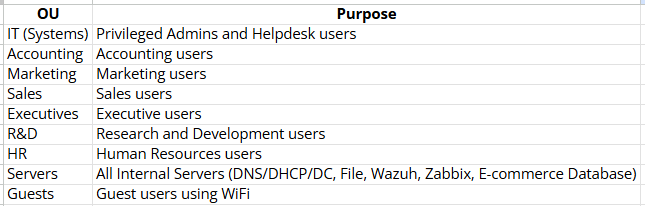 OU Purpose
IT (Systems) Privileged Admins and Helpdesk users
Accounting Accounting users
Marketing Marketing users
Sales Sales users
Executives Executive users
R&D Research and Development users
HR Human Resources users
Servers All Internal Servers (DNS/DHCP/DC, File, Wazuh, Zabbix, E-commerce Database)
Guests Guest users using WiFi